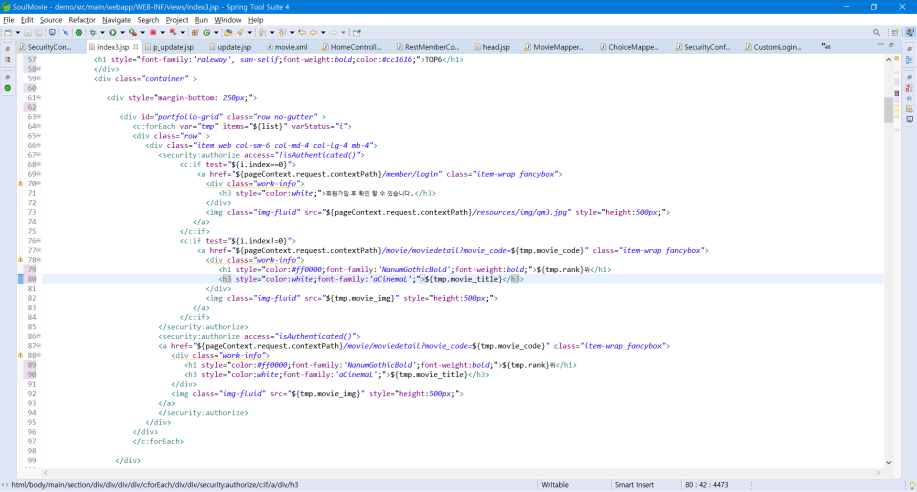 SoulMovie - demo/src/main/webapp/WEB-INF/views/index3.jsp - Spring Tool Suite 4
File Edit Source Refactor Navigate Search Project Run Window Help
SecurityCon... index3.jsp p_update.jsp update.jsp movie.xml HomeControll... RestMemberCo... head.jsp MovieMapper... ChoiceMappe... SecurityConf... CustomLogin... »46
57 <h1 style="font-family:'raleway', san-selif;font-weight:bold;color:#cc1616;">TOP6</h1>
58 </div>
59 <div class="container" >
60
61 <div style="margin-bottom: 250px;">
62
63 <div id="portfolio-grid" class="row no-gutter" >
64 <c:forEach var="tmp" items="${list}" varStatus="i">
65 <div class="row" >
66 <div class="item web col-sm-6 col-md-4 col-lg-4 mb-4">
67 <security:authorize access="!isAuthenticated()">
68 <c:if test="${i.index==0}">
69 <a href="${pageContext.request.contextPath}/member/login" class="item-wrap fancybox">
70 <div class="work-info">
71 <h3 style="color:white;">회원가입 후 확인 할 수 있습니다.</h3>
72 </div>
73 <img class="img-fluid" src="${pageContext.request.contextPath}/resources/img/qm3.jpg" style="height:500px;">
74 </a>
75 </c:if>
76 <c:if test="${i.index!=0}">
77 <a href="${pageContext.request.contextPath}/movie/moviedetail?movie_code=${tmp.movie_code}" class="item-wrap fancybox">
78 <div class="work-info">
79 <h1 style="color:#ff0000;font-family:'NanumGothicBold';font-weight:bold;">${tmp.rank}위</h1>
80 <h3 style="color:white;font-family:'aCinemaL';">${tmp.movie_title}</h3>
81 </div>
82 <img class="img-fluid" src="${tmp.movie_img}" style="height:500px;">
83 </a>
84 </c:if>
85 </security:authorize>
86 <security:authorize access="isAuthenticated()">
87 <a href="${pageContext.request.contextPath}/movie/moviedetail?movie_code=${tmp.movie_code}" class="item-wrap fancybox">
88 <div class="work-info">
89 <h1 style="color:#ff0000;font-family:'NanumGothicBold';font-weight:bold;">${tmp.rank}위</h1>
90 <h3 style="color:white;font-family:'aCinemaL';">${tmp.movie_title}</h3>
91 </div>
92 <img class="img-fluid" src="${tmp.movie_img}" style="height:500px;">
93 </a>
94 </security:authorize>
95 </div>
96 </div>
97 </c:forEach>
98
99 </div>
html/body/main/section/div/div/div/div/c:forEach/div/div/security:authorize/c:if/a/div/h3 Writable Smart Insert 80 : 42 : 4473